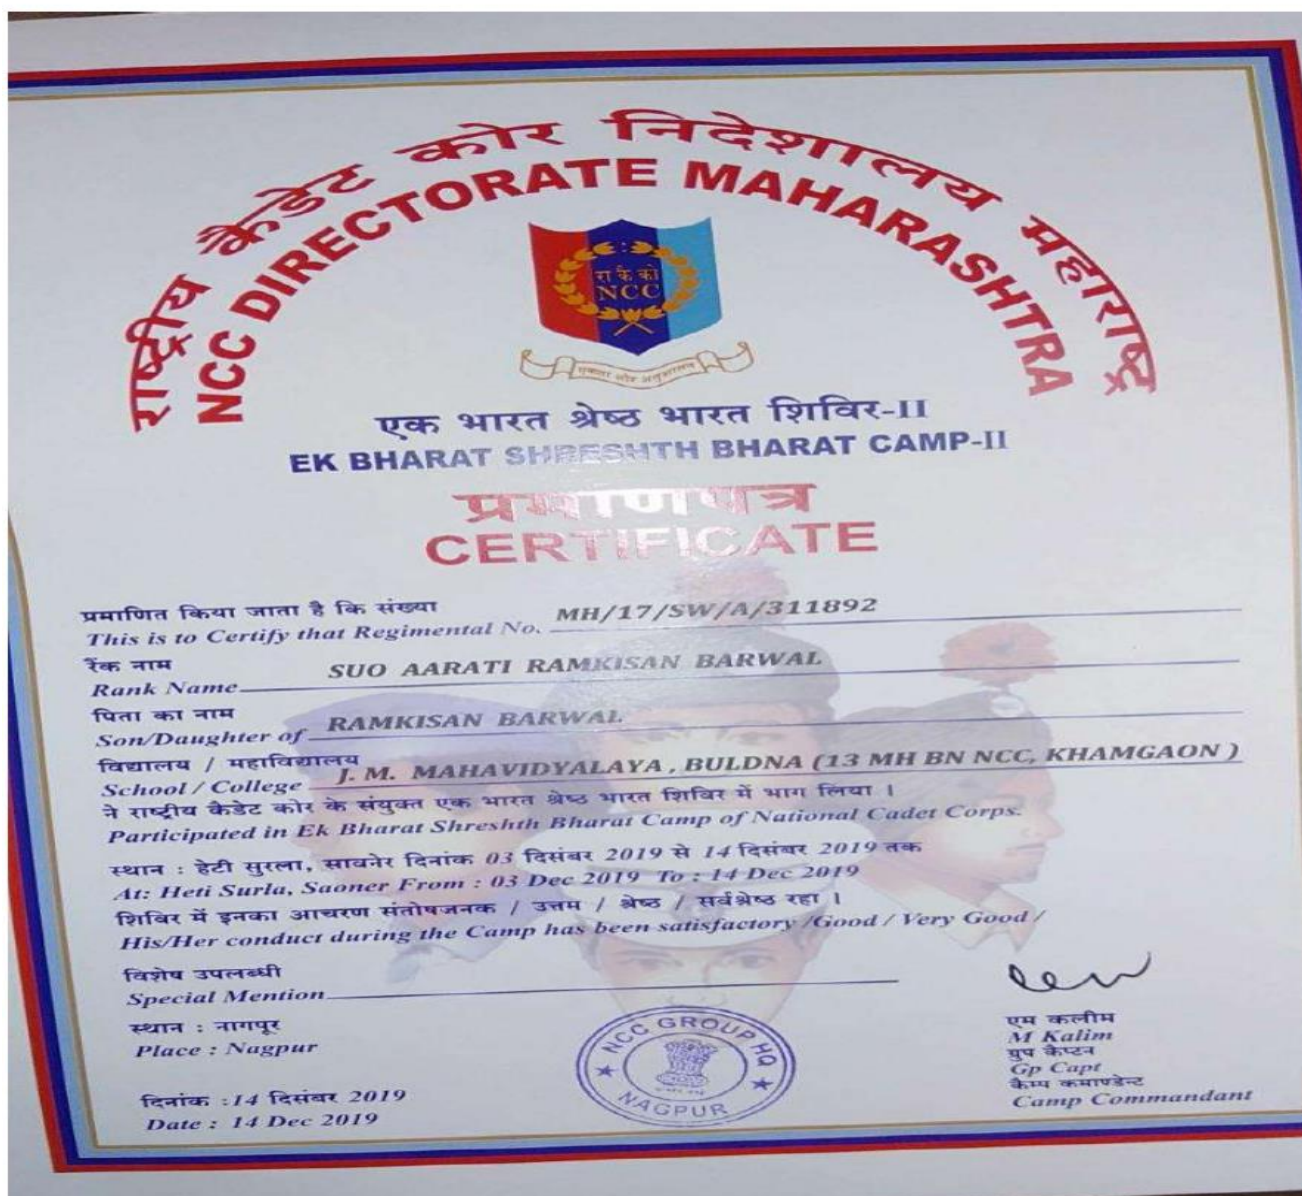 राष्ट्रीय कैडेट कोर निदेशालय महाराष्ट्र
NCC DIRECTORATE MAHARASHTRA
रा कै को
NCC
एकता और अनुशासन
एक भारत श्रेष्ठ भारत शिविर-II
EK BHARAT SHRESHTH BHARAT CAMP-II
प्रमाणपत्र
CERTIFICATE
प्रमाणित किया जाता है कि संख्या
This is to Certify that Regimental No. MH/17/SW/A/311892
रैंक नाम
Rank Name SUO AARATI RAMKISAN BARWAL
पिता का नाम
Son/Daughter of RAMKISAN BARWAL
विद्यालय / महाविद्यालय
School / College J. M. MAHAVIDYALAYA , BULDNA (13 MH BN NCC, KHAMGAON )
ने राष्ट्रीय कैडेट कोर के संयुक्त एक भारत श्रेष्ठ भारत शिविर में भाग लिया ।
Participated in Ek Bharat Shreshth Bharat Camp of National Cadet Corps.
स्थान : हेटी सुरला, सावनेर दिनांक 03 दिसंबर 2019 से 14 दिसंबर 2019 तक
At: Heti Surla, Saoner From : 03 Dec 2019 To : 14 Dec 2019
शिविर में इनका आचरण संतोषजनक / उत्तम / श्रेष्ठ / सर्वश्रेष्ठ रहा ।
His/Her conduct during the Camp has been satisfactory /Good / Very Good /
विशेष उपलब्धी
Special Mention
स्थान : नागपूर
Place : Nagpur
दिनांक :14 दिसंबर 2019
Date : 14 Dec 2019
NCC GROUP HQ
NAGPUR
एम कलीम
M Kalim
ग्रुप कैप्टन
Gp Capt
कैम्प कमाण्डेन्ट
Camp Commandant